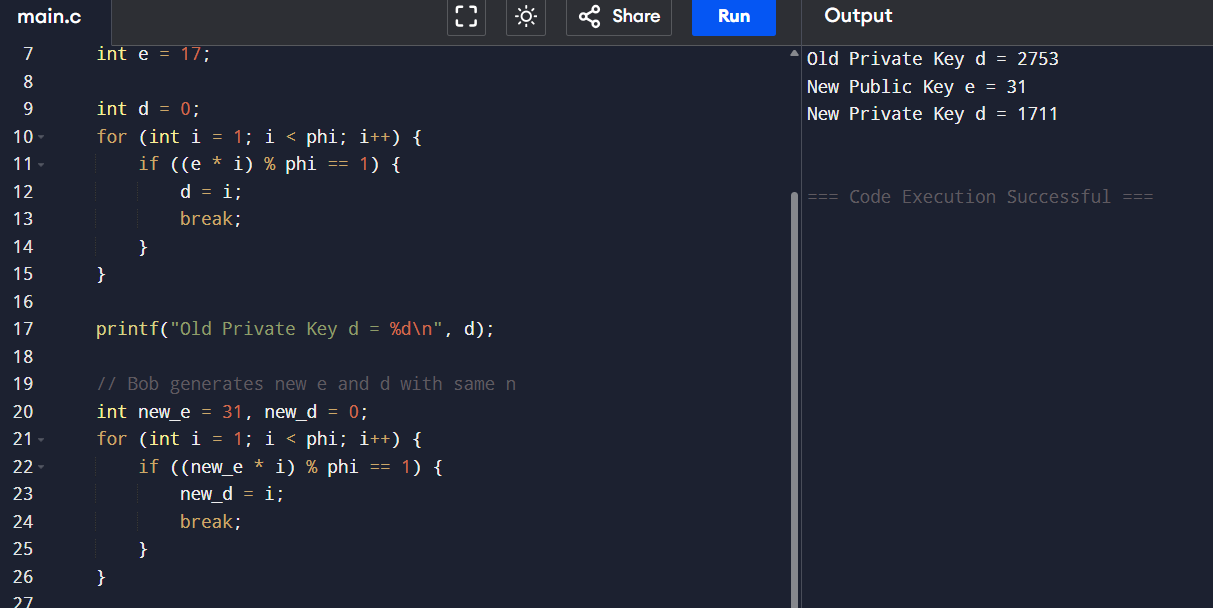 main.c
Share
Run
Output
7 int e = 17;
8
9 int d = 0;
10 for (int i = 1; i < phi; i++) {
11 if ((e * i) % phi == 1) {
12 d = i;
13 break;
14 }
15 }
16
17 printf("Old Private Key d = %d\n", d);
18
19 // Bob generates new e and d with same n
20 int new_e = 31, new_d = 0;
21 for (int i = 1; i < phi; i++) {
22 if ((new_e * i) % phi == 1) {
23 new_d = i;
24 break;
25 }
26 }
27
Old Private Key d = 2753
New Public Key e = 31
New Private Key d = 1711
=== Code Execution Successful ===